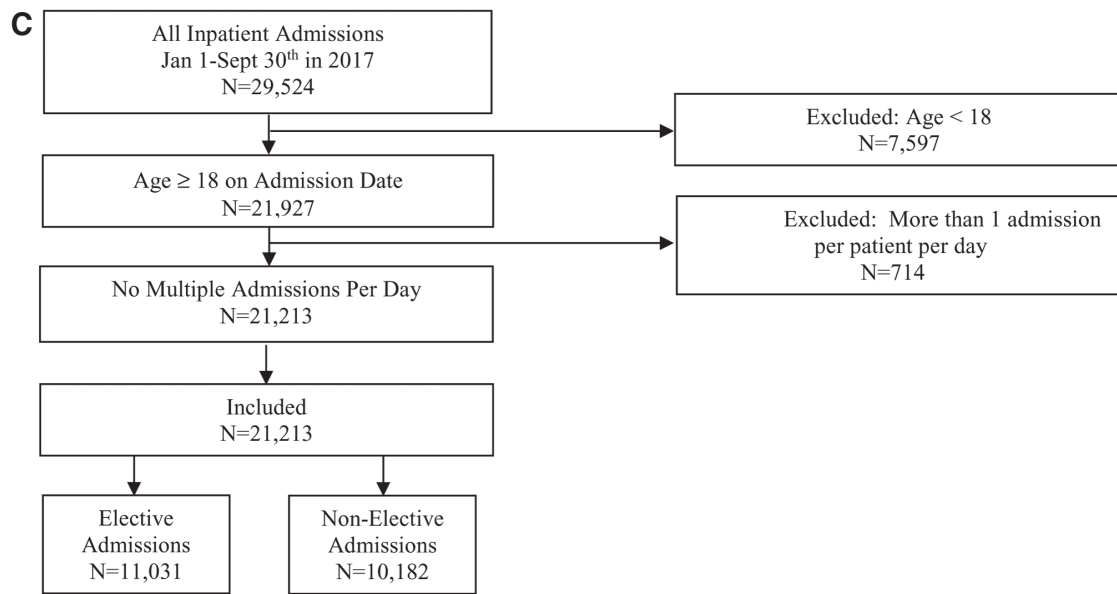 C
All Inpatient Admissions
Jan 1-Sept 30th in 2017
N=29,524
Excluded: Age < 18
N=7,597
Age ≥ 18 on Admission Date
N=21,927
Excluded: More than 1 admission
per patient per day
N=714
No Multiple Admissions Per Day
N=21,213
Included
N=21,213
Elective
Admissions
N=11,031
Non-Elective
Admissions
N=10,182